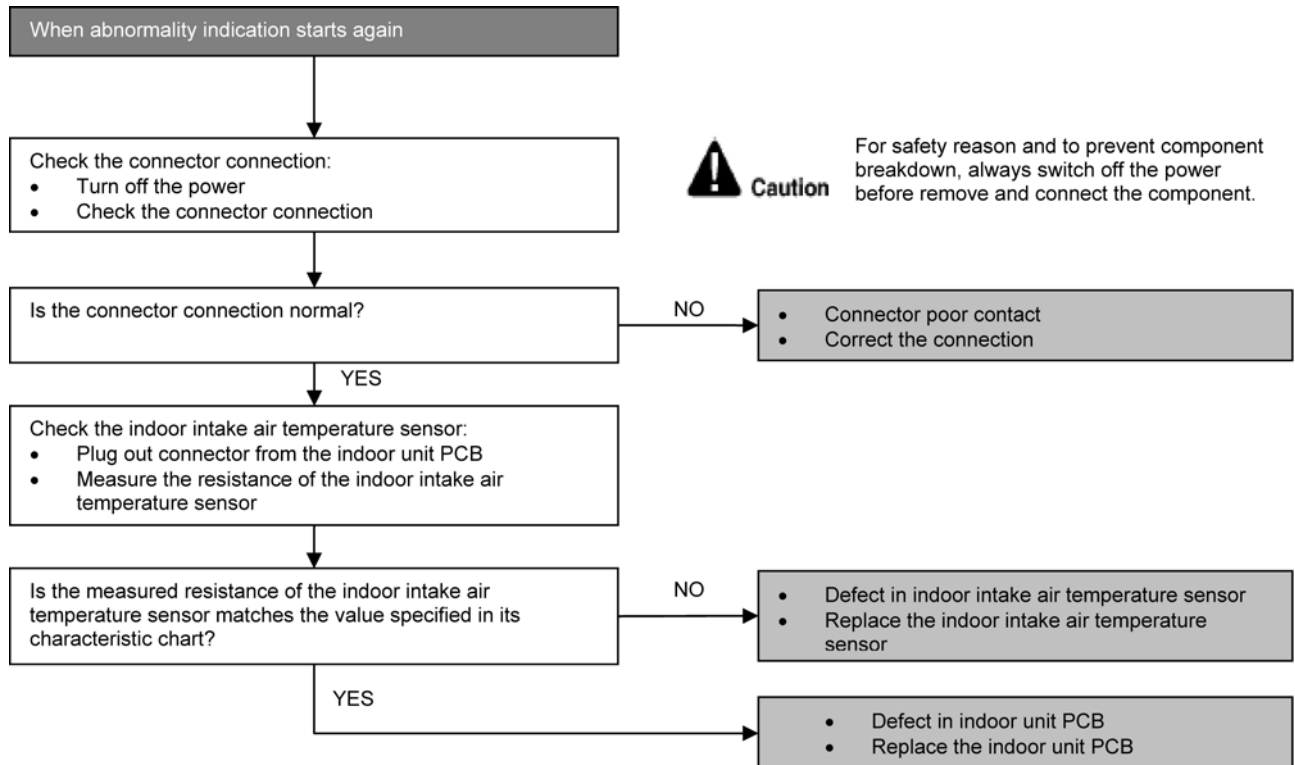 When abnormality indication starts again
Check the connector connection:
• Turn off the power
• Check the connector connection
Caution
For safety reason and to prevent component
breakdown, always switch off the power
before remove and connect the component.
Is the connector connection normal?
NO
• Connector poor contact
• Correct the connection
YES
Check the indoor intake air temperature sensor:
• Plug out connector from the indoor unit PCB
• Measure the resistance of the indoor intake air
temperature sensor
Is the measured resistance of the indoor intake air
temperature sensor matches the value specified in its
characteristic chart?
NO
• Defect in indoor intake air temperature sensor
• Replace the indoor intake air temperature
sensor
YES
• Defect in indoor unit PCB
• Replace the indoor unit PCB